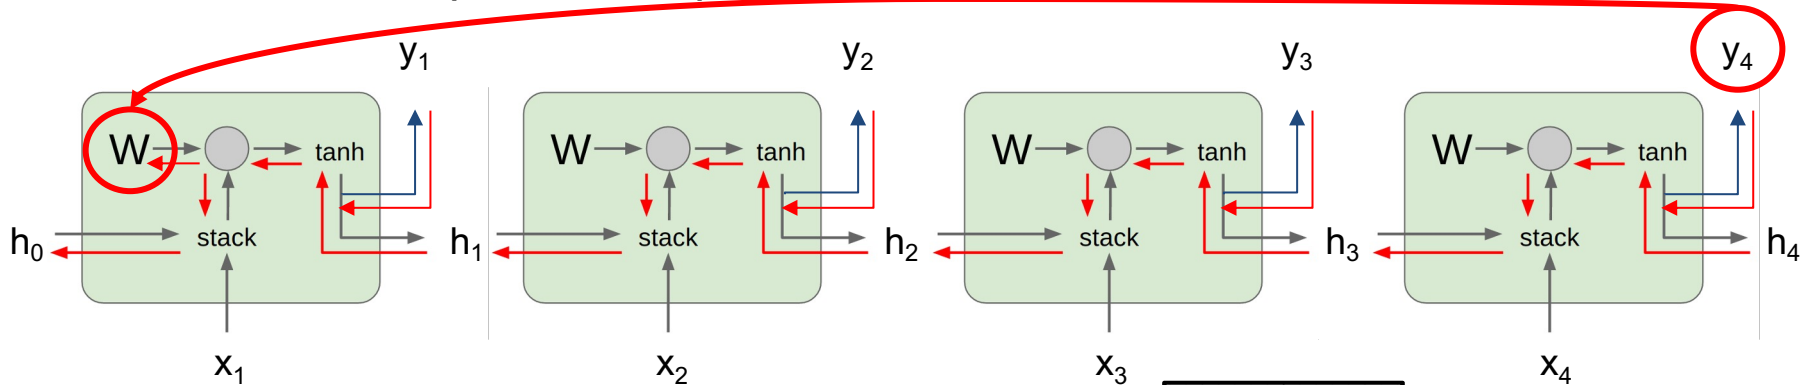 y1 y2 y3 y4
W tanh W tanh W tanh W tanh
h0 stack h1 stack h2 stack h3 stack h4
x1 x2 x3 x4